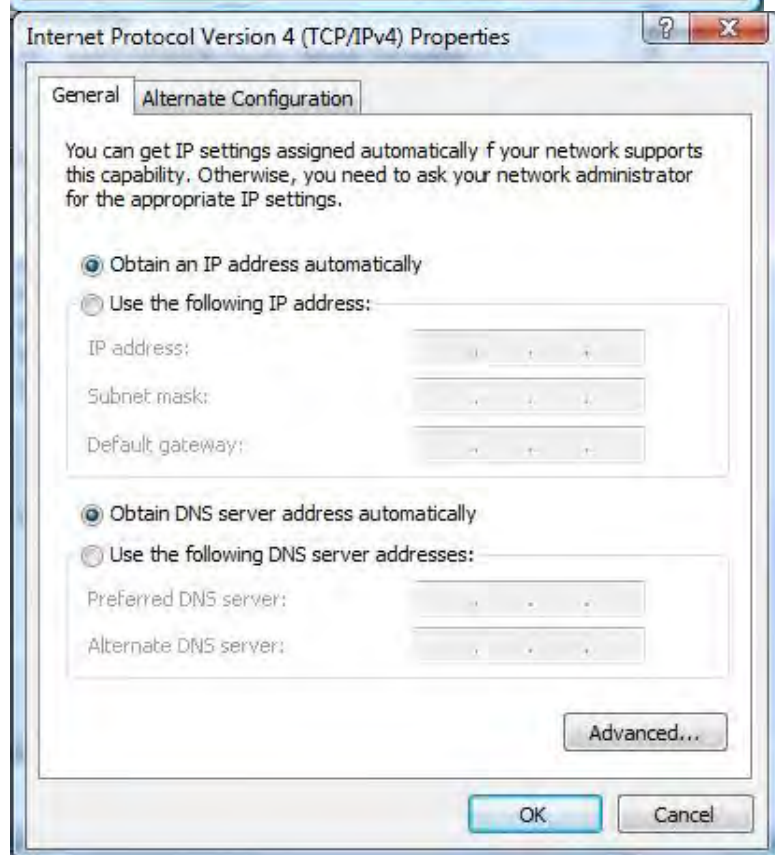 Internet Protocol Version 4 (TCP/IPv4) Properties
General
Alternate Configuration
You can get IP settings assigned automatically f your network supports
this capability. Otherwise, you need to ask your network administrator
for the appropriate IP settings.
Obtain an IP address automatically
Use the following IP address:
IP address:
Subnet mask:
Default gateway:
Obtain DNS server address automatically
Use the following DNS server addresses:
Preferred DNS server:
Alternate DNS server:
Advanced...
OK
Cancel